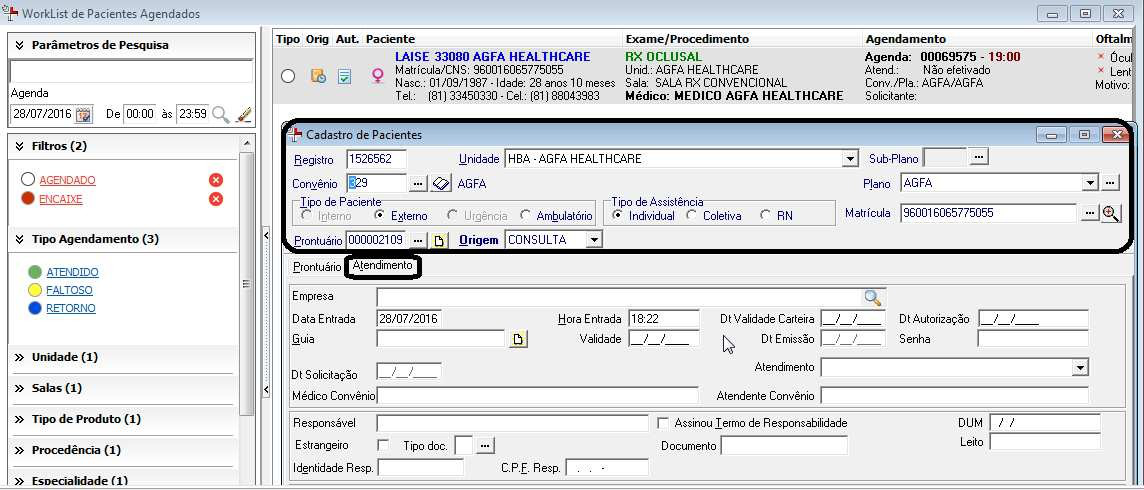 WorkList de Pacientes Agendados
Parâmetros de Pesquisa
Agenda
28/07/2016 De 00:00 às 23:59
Filtros (2)
AGENDADO
ENCAIXE
Tipo Agendamento (3)
ATENDIDO
FALTOSO
RETORNO
Unidade (1)
Salas (1)
Tipo de Produto (1)
Procedência (1)
Especialidade (1)
Tipo Orig Aut. Paciente Exame/Procedimento Agendamento Oftalm
LAISE 33080 AGFA HEALTHCARE RX OCLUSAL Agenda: 00069575 - 19:00 Ócul
Matrícula/CNS: 960016065775055 Unid.: AGFA HEALTHCARE Atend.: Não efetivado Lent
Nasc.: 01/09/1987 - Idade: 28 anos 10 meses Sala: SALA RX CONVENCIONAL Conv./Pla.: AGFA/AGFA Motivo:
Tel.: (81) 33450330 - Cel.: (81) 88043983 Médico: MEDICO AGFA HEALTHCARE Solicitante:
Cadastro de Pacientes
Registro 1526562 Unidade HBA - AGFA HEALTHCARE Sub-Plano ...
Convênio 329 ... AGFA Plano AGFA ...
Tipo de Paciente Tipo de Assistência
Interno Externo Urgência Ambulatório Individual Coletiva RN Matrícula 960016065775055 ...
Prontuário 000002109 ... Origem CONSULTA
Prontuário Atendimento
Empresa
Data Entrada 28/07/2016 Hora Entrada 18:22 Dt Validade Carteira __/__/____ Dt Autorização __/__/____
Guia Validade __/__/____ Dt Emissão __/__/____ Senha
Dt Solicitação __/__/____ Atendimento
Médico Convênio Atendente Convênio
Responsável Assinou Termo de Responsabilidade DUM / /
Estrangeiro Tipo doc. ... Documento Leito
Identidade Resp. C.P.F. Resp. . . -